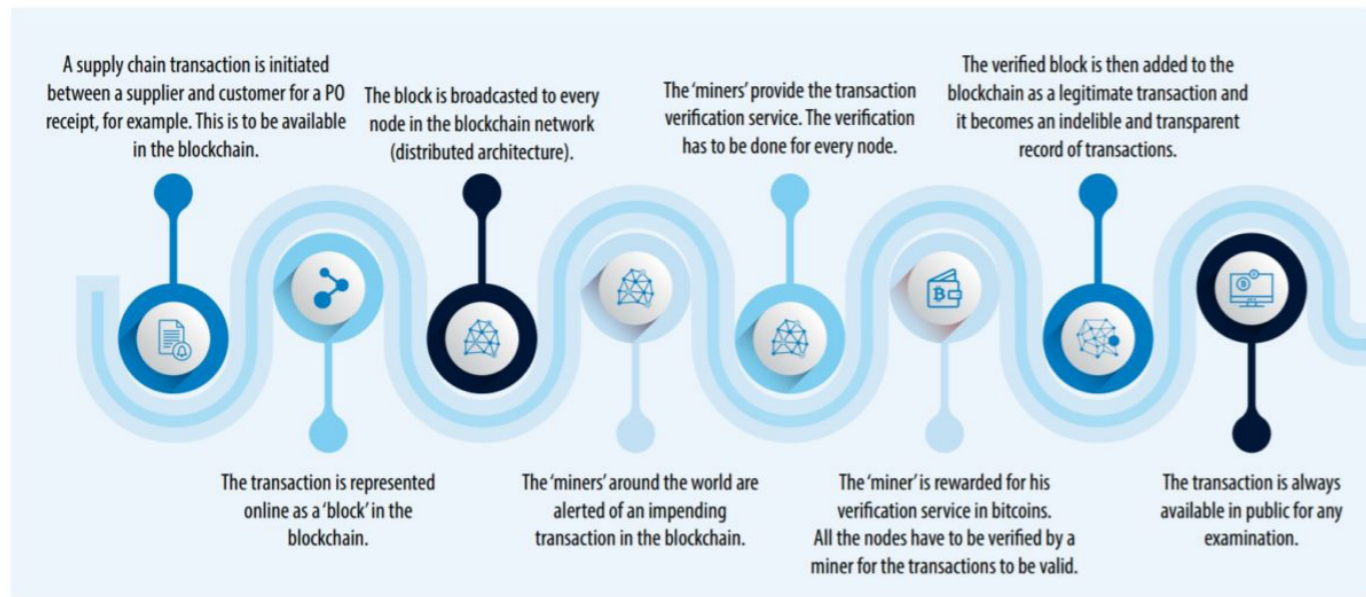 A supply chain transaction is initiated
between a supplier and customer for a PO
receipt, for example. This is to be available
in the blockchain.
The transaction is represented
online as a ‘block’ in the
blockchain.
The block is broadcasted to every
node in the blockchain network
(distributed architecture).
The ‘miners’ around the world are
alerted of an impending
transaction in the blockchain.
The ‘miners’ provide the transaction
verification service. The verification
has to be done for every node.
The ‘miner’ is rewarded for his
verification service in bitcoins.
All the nodes have to be verified by a
miner for the transactions to be valid.
The verified block is then added to the
blockchain as a legitimate transaction and
it becomes an indelible and transparent
record of transactions.
The transaction is always
available in public for any
examination.